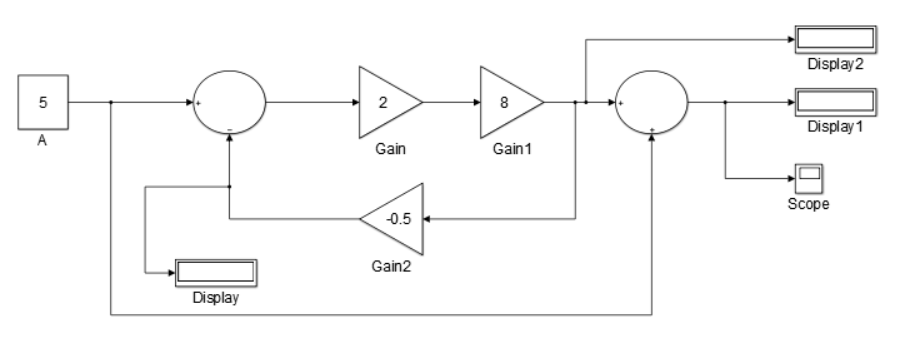 Display2
5
+
2
8
+
A
-
Gain
Gain1
+
Display1
-0.5
Scope
Gain2
Display